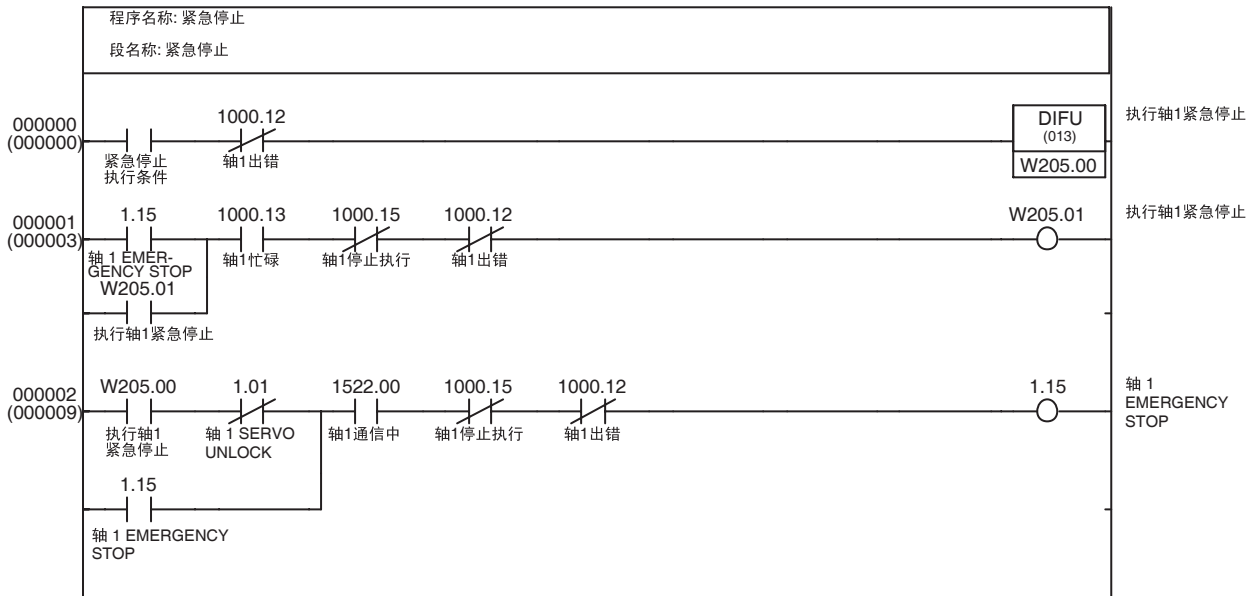 程序名称: 紧急停止
段名称: 紧急停止
000000
(000000)
紧急停止
执行条件
1000.12
轴1出错
DIFU
(013)
W205.00
执行轴1紧急停止
000001
(000003)
1.15
轴 1 EMER-
GENCY STOP
1000.13
轴1忙碌
1000.15
轴1停止执行
1000.12
轴1出错
W205.01
执行轴1紧急停止
W205.01
执行轴1紧急停止
000002
(000009)
W205.00
执行轴1
紧急停止
1.01
轴 1 SERVO
UNLOCK
1522.00
轴1通信中
1000.15
轴1停止执行
1000.12
轴1出错
1.15
轴 1
EMERGENCY
STOP
1.15
轴 1 EMERGENCY
STOP